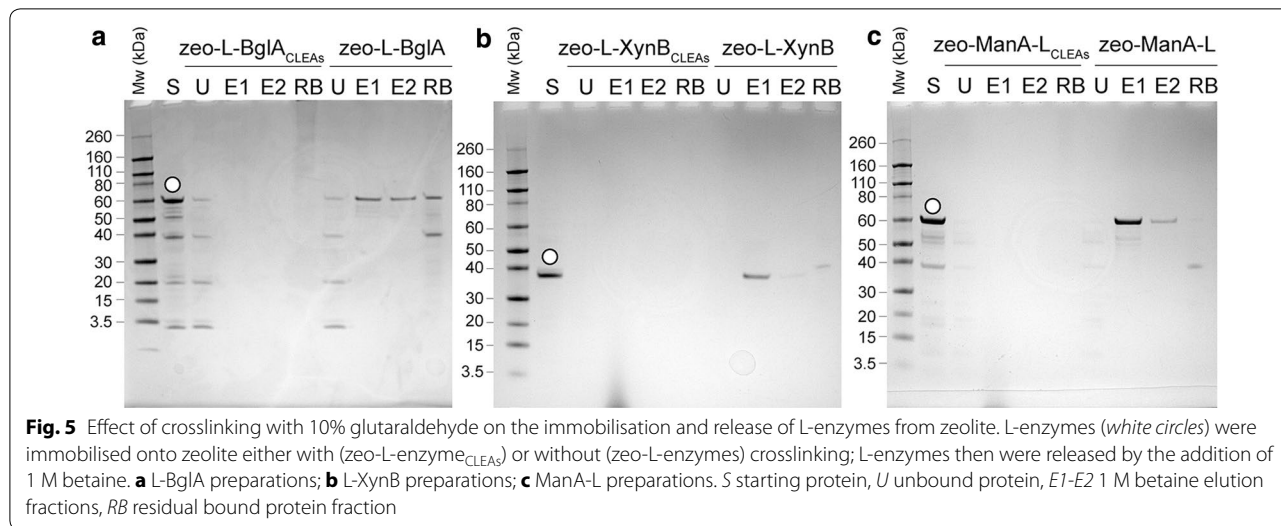 a
zeo-L-BglACLEAs zeo-L-BglA
Mw (kDa) S U E1 E2 RB U E1 E2 RB
260
160
110
80
60
50
40
30
20
15
3.5
b
zeo-L-XynBCLEAs zeo-L-XynB
Mw (kDa) S U E1 E2 RB U E1 E2 RB
260
160
110
80
60
50
40
30
20
15
3.5
c
zeo-ManA-LCLEAs zeo-ManA-L
Mw (kDa) S U E1 E2 RB U E1 E2 RB
260
160
110
80
60
50
40
30
20
15
3.5
Fig. 5 Effect of crosslinking with 10% glutaraldehyde on the immobilisation and release of L-enzymes from zeolite. L-enzymes (white circles) were
immobilised onto zeolite either with (zeo-L-enzymeCLEAs) or without (zeo-L-enzymes) crosslinking; L-enzymes then were released by the addition of
1 M betaine. a L-BglA preparations; b L-XynB preparations; c ManA-L preparations. S starting protein, U unbound protein, E1-E2 1 M betaine elution
fractions, RB residual bound protein fraction